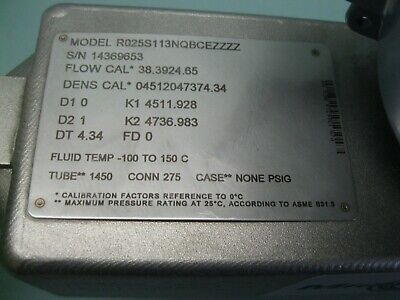 MODEL R025S113NQBCEZZZZ
S/N 14369653
FLOW CAL* 38.3924.65
DENS CAL* 04512047374.34
D1 0 K1 4511.928
D2 1 K2 4736.983
DT 4.34 FD 0
FLUID TEMP -100 TO 150 C
TUBE** 1450 CONN 275 CASE** NONE PSIG
* CALIBRATION FACTORS REFERENCE TO 0°C
** MAXIMUM PRESSURE RATING AT 25°C, ACCORDING TO ASME B31.3